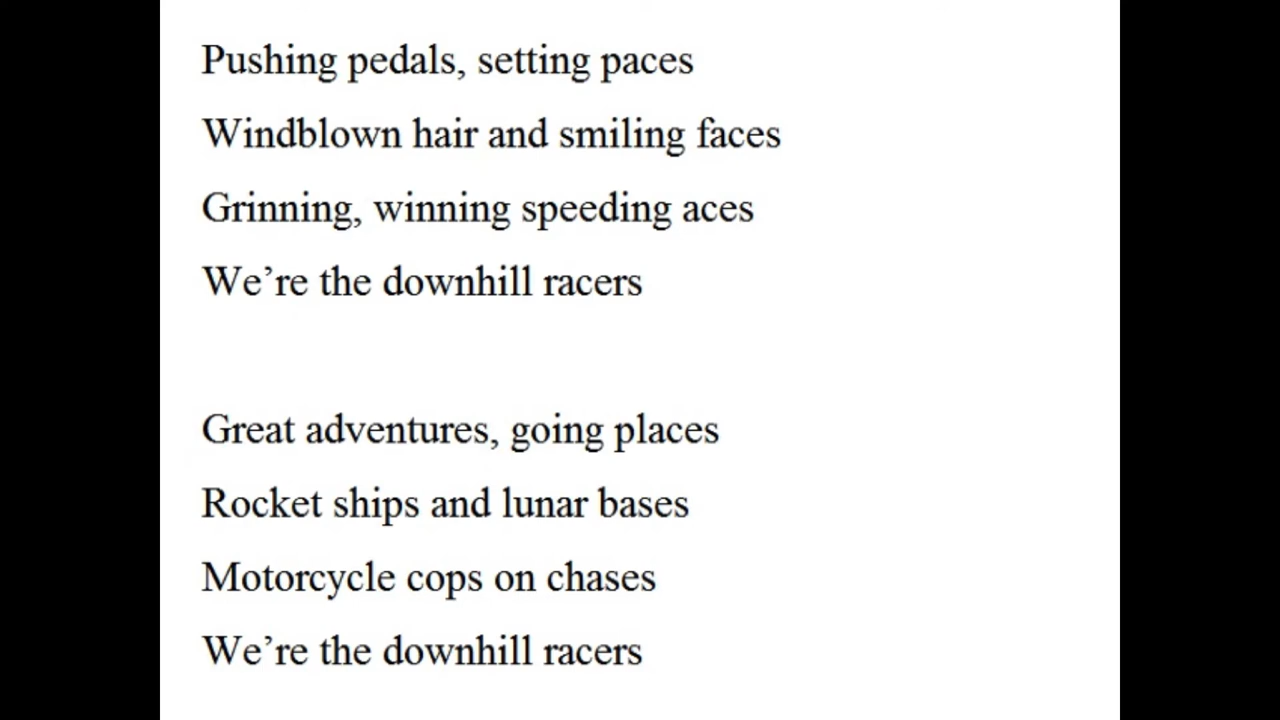 Pushing pedals, setting paces
Windblown hair and smiling faces
Grinning, winning speeding aces
We’re the downhill racers
Great adventures, going places
Rocket ships and lunar bases
Motorcycle cops on chases
We’re the downhill racers